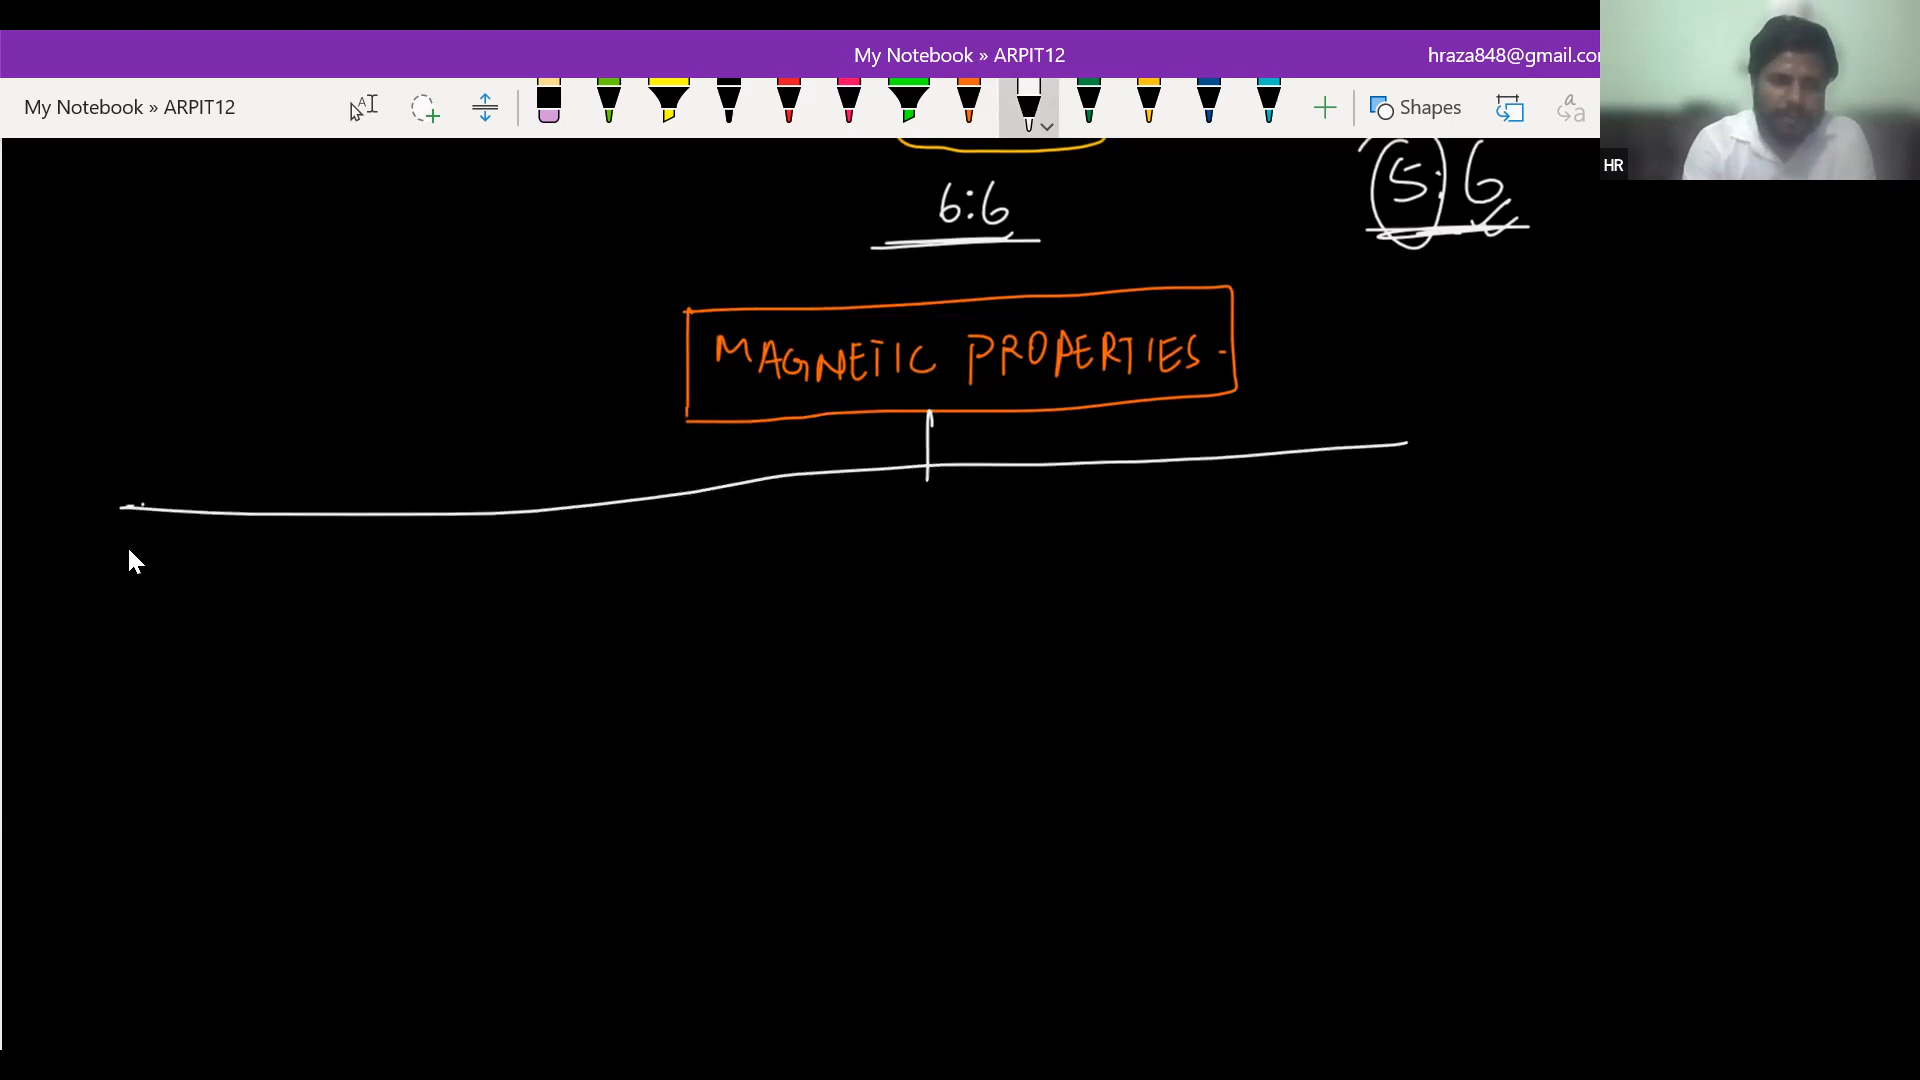 My Notebook » ARPIT12
hraza848@gmail.co
My Notebook » ARPIT12
Shapes
HR
6:6
5:6
MAGNETIC PROPERTIES.